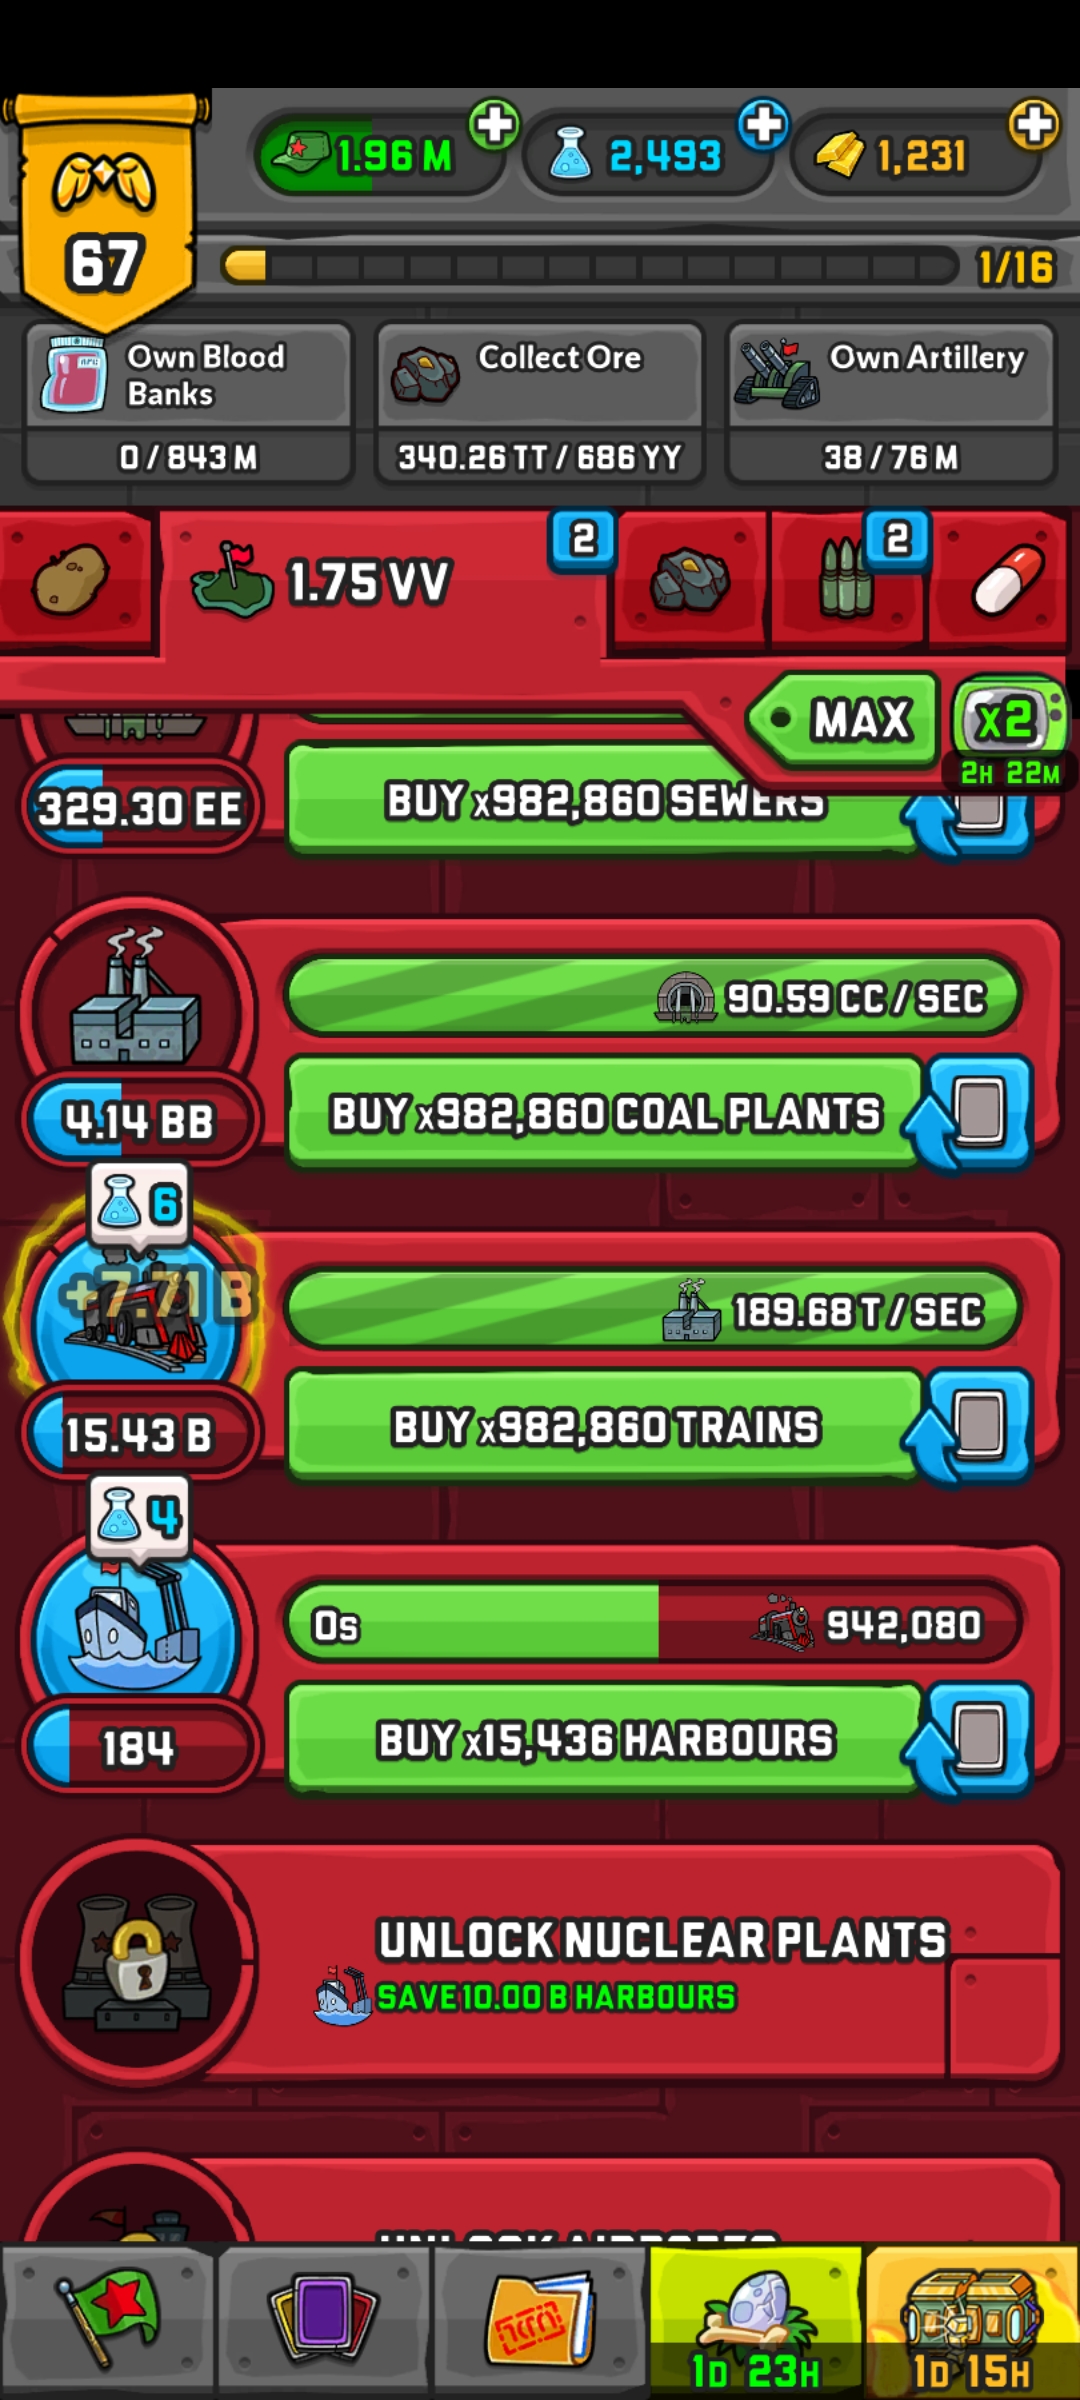 1.96 M
2,493
1,231
67
1/16
Own Blood
Banks
Collect Ore
Own Artillery
0 / 843 M
340.26 TT / 686 YY
38 / 76 M
1.75 VV
2
2
MAX
x2
2H 22M
329.30 EE
BUY x982,860 SEWERS
90.59 CC / SEC
4.14 BB
BUY x982,860 COAL PLANTS
6
+7.71 B
189.68 T / SEC
15.43 B
BUY x982,860 TRAINS
4
0s
942,080
184
BUY x15,436 HARBOURS
UNLOCK NUCLEAR PLANTS
SAVE 10.00 B HARBOURS
1D 23H
1D 15H